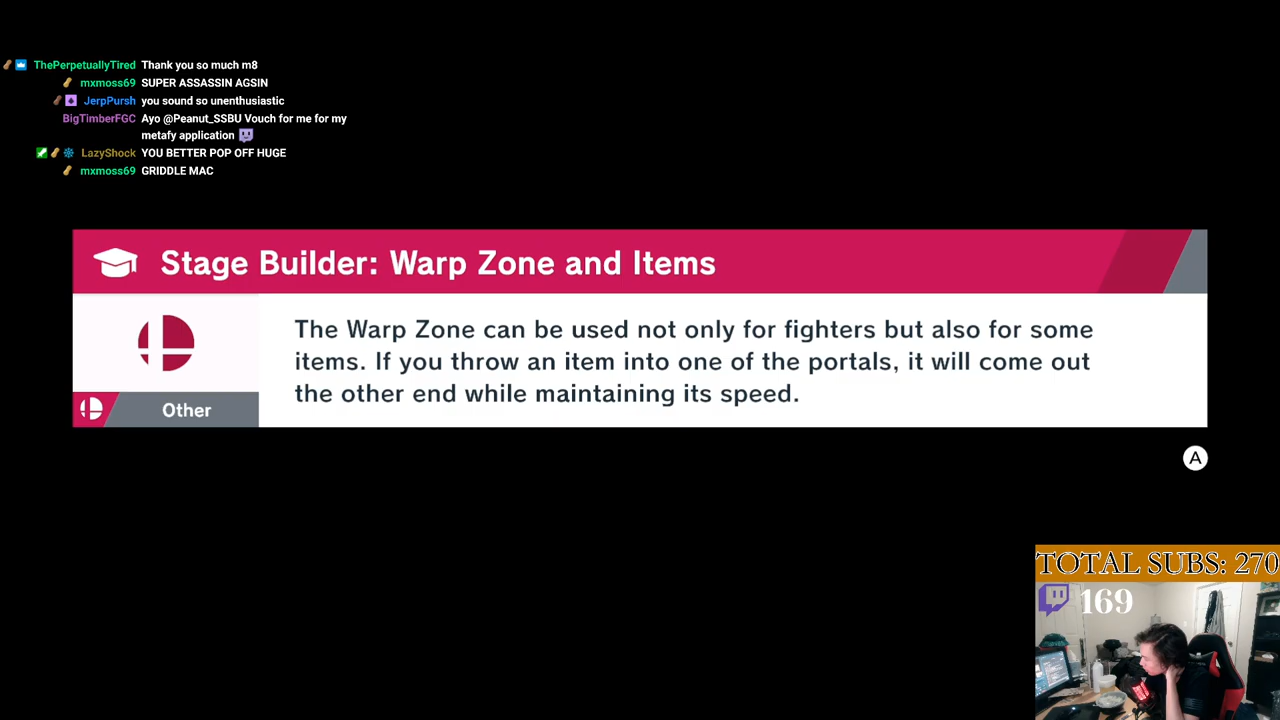 ThePerpetuallyTired Thank you so much m8
mxmoss69 SUPER ASSASSIN AGSIN
JerpPursh you sound so unenthusiastic
BigTimberFGC Ayo @Peanut_SSBU Vouch for me for my
metafy application
LazyShock YOU BETTER POP OFF HUGE
mxmoss69 GRIDDLE MAC
Stage Builder: Warp Zone and Items
The Warp Zone can be used not only for fighters but also for some
items. If you throw an item into one of the portals, it will come out
the other end while maintaining its speed.
Other
A
TOTAL SUBS: 270
169